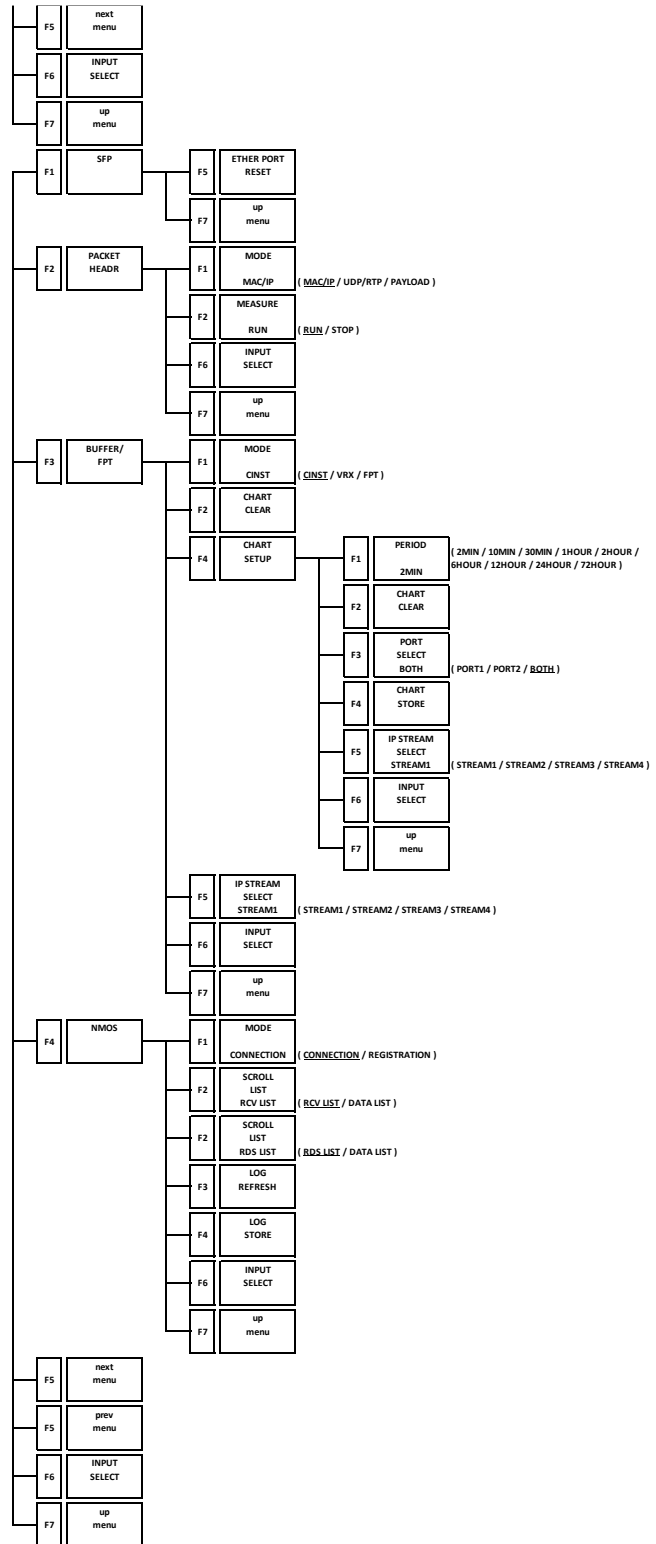 F5
next
menu
F6
INPUT
SELECT
F7
up
menu
F1
SFP
F5
ETHER PORT
RESET
F7
up
menu
F2
PACKET
HEADR
F1
MODE
MAC/IP
( MAC/IP / UDP/RTP / PAYLOAD )
F2
MEASURE
RUN
( RUN / STOP )
F6
INPUT
SELECT
F7
up
menu
F3
BUFFER/
FPT
F1
MODE
CINST
( CINST / VRX / FPT )
F2
CHART
CLEAR
F4
CHART
SETUP
F1
PERIOD
2MIN
( 2MIN / 10MIN / 30MIN / 1HOUR / 2HOUR /
6HOUR / 12HOUR / 24HOUR / 72HOUR )
F2
CHART
CLEAR
F3
PORT
SELECT
BOTH
( PORT1 / PORT2 / BOTH )
F4
CHART
STORE
F5
IP STREAM
SELECT
STREAM1
( STREAM1 / STREAM2 / STREAM3 / STREAM4 )
F6
INPUT
SELECT
F7
up
menu
F5
IP STREAM
SELECT
STREAM1
( STREAM1 / STREAM2 / STREAM3 / STREAM4 )
F6
INPUT
SELECT
F7
up
menu
F4
NMOS
F1
MODE
CONNECTION
( CONNECTION / REGISTRATION )
F2
SCROLL
LIST
RCV LIST
( RCV LIST / DATA LIST )
F2
SCROLL
LIST
RDS LIST
( RDS LIST / DATA LIST )
F3
LOG
REFRESH
F4
LOG
STORE
F6
INPUT
SELECT
F7
up
menu
F5
next
menu
F5
prev
menu
F6
INPUT
SELECT
F7
up
menu